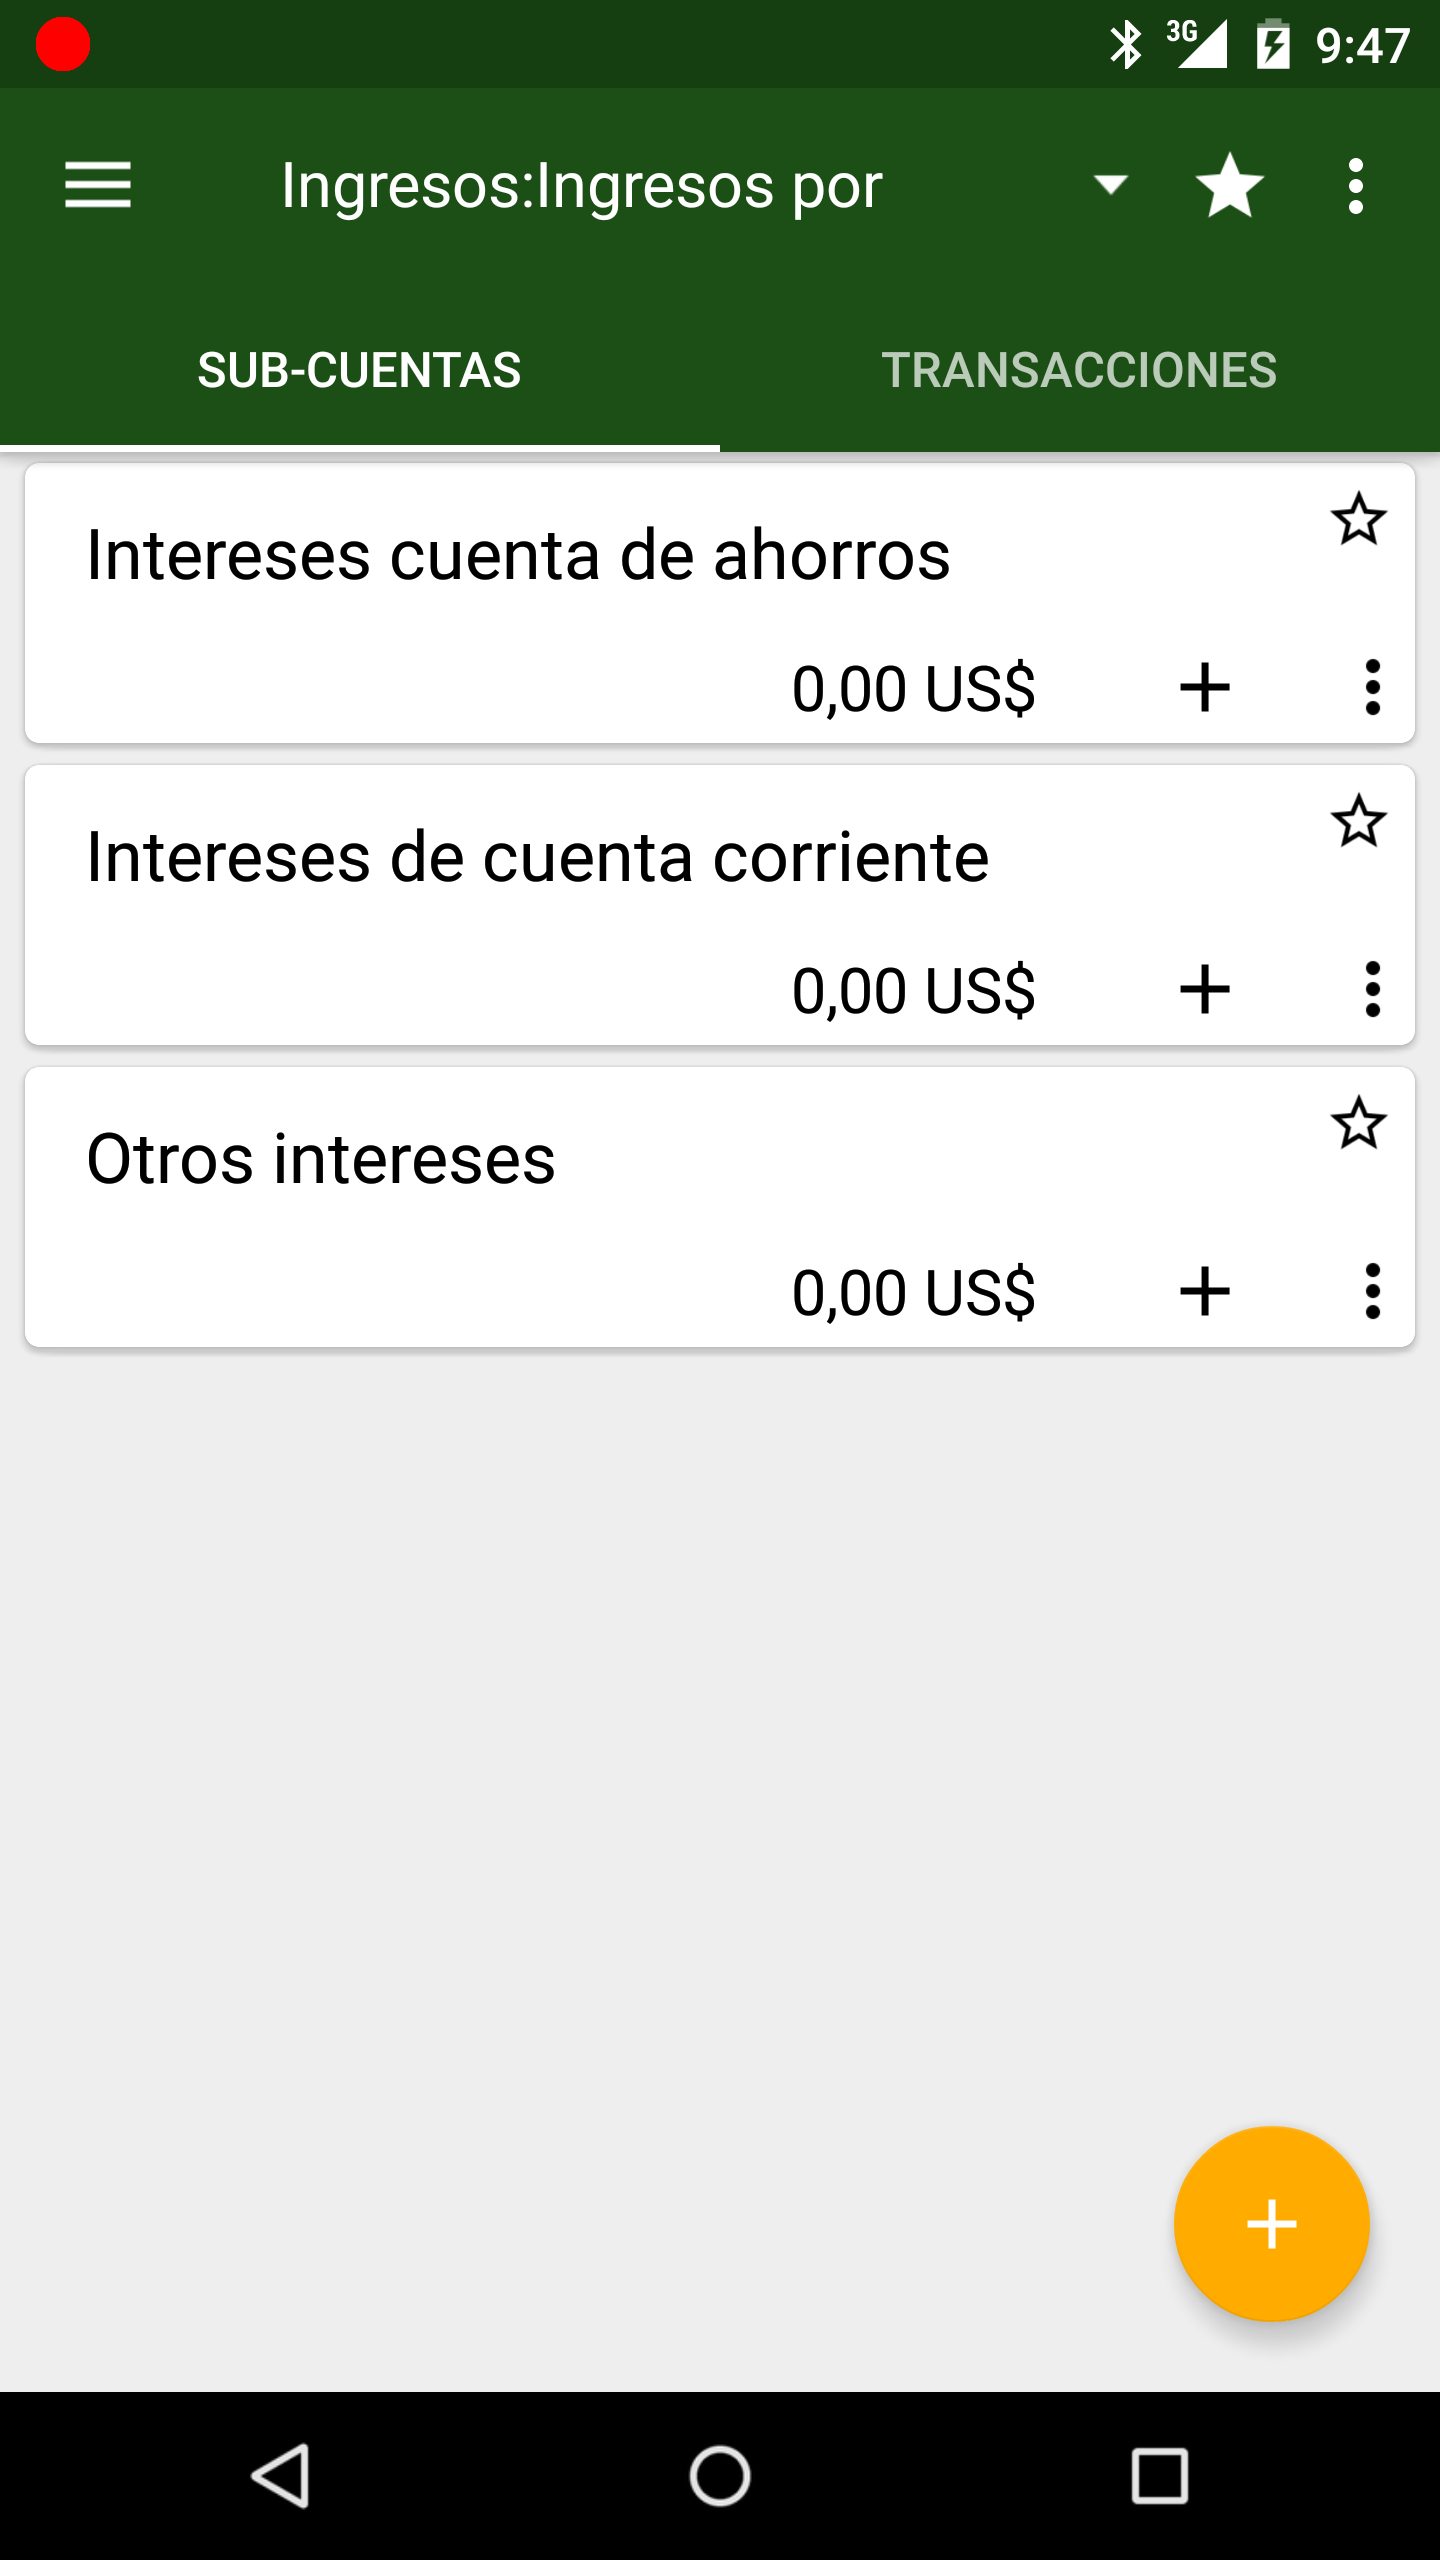 3G 9:47
Ingresos:Ingresos por
SUB-CUENTAS TRANSACCIONES
Intereses cuenta de ahorros
0,00 US$
Intereses de cuenta corriente
0,00 US$
Otros intereses
0,00 US$